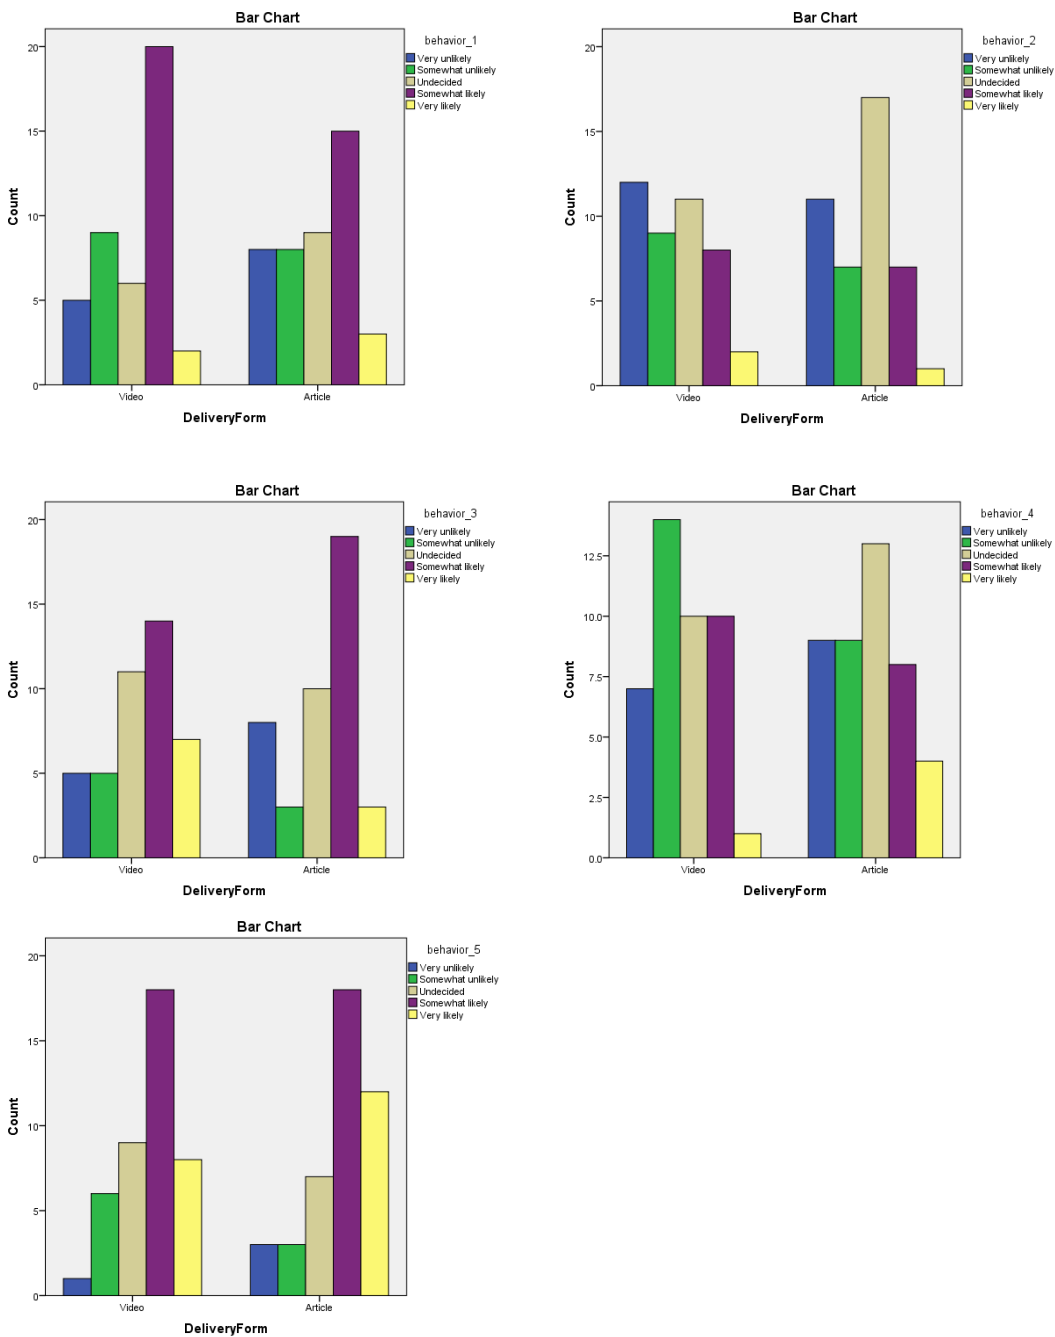 Bar Chart
behavior_1
Very unlikely
Somewhat unlikely
Undecided
Somewhat likely
Very likely
20
15
10
5
0
Count
Video
Article
DeliveryForm
Bar Chart
behavior_2
Very unlikely
Somewhat unlikely
Undecided
Somewhat likely
Very likely
20
15
10
5
0
Count
Video
Article
DeliveryForm
Bar Chart
behavior_3
Very unlikely
Somewhat unlikely
Undecided
Somewhat likely
Very likely
20
15
10
5
0
Count
Video
Article
DeliveryForm
Bar Chart
behavior_4
Very unlikely
Somewhat unlikely
Undecided
Somewhat likely
Very likely
12.5
10.0
7.5
5.0
2.5
0.0
Count
Video
Article
DeliveryForm
Bar Chart
behavior_5
Very unlikely
Somewhat unlikely
Undecided
Somewhat likely
Very likely
20
15
10
5
0
Count
Video
Article
DeliveryForm